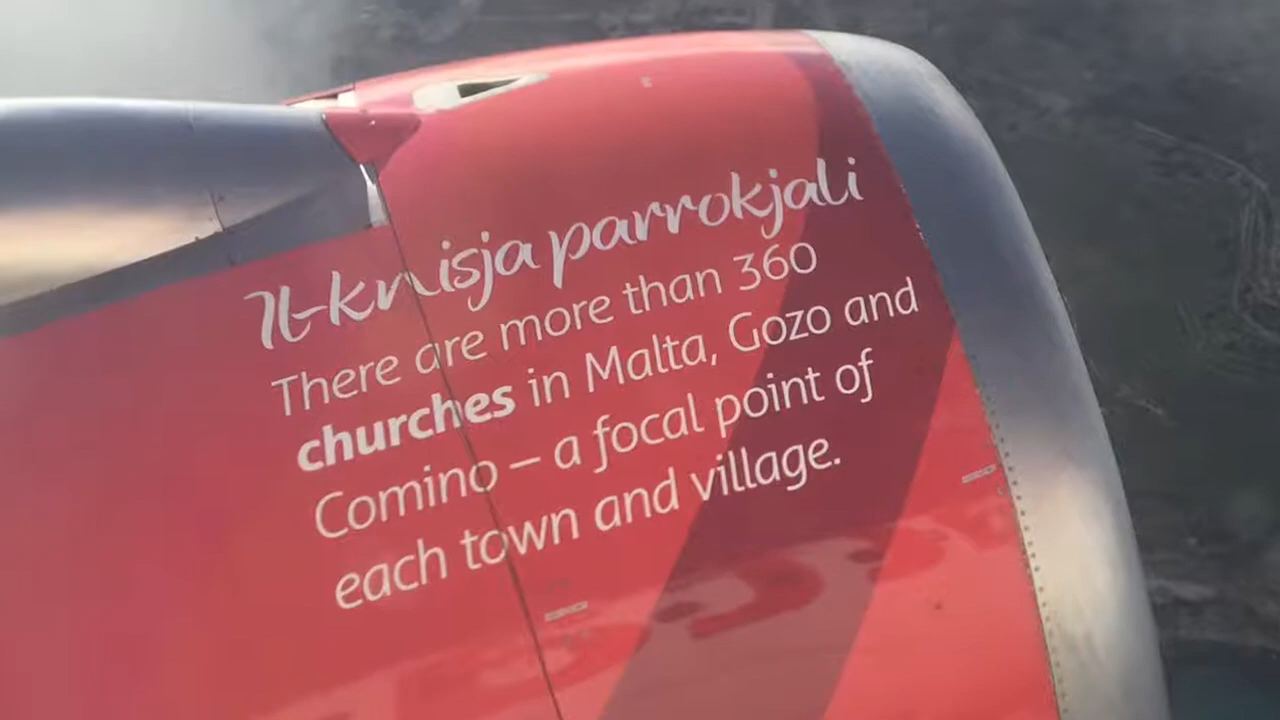 Il-knisja parrokjali
There are more than 360
churches in Malta, Gozo and
Comino – a focal point of
each town and village.